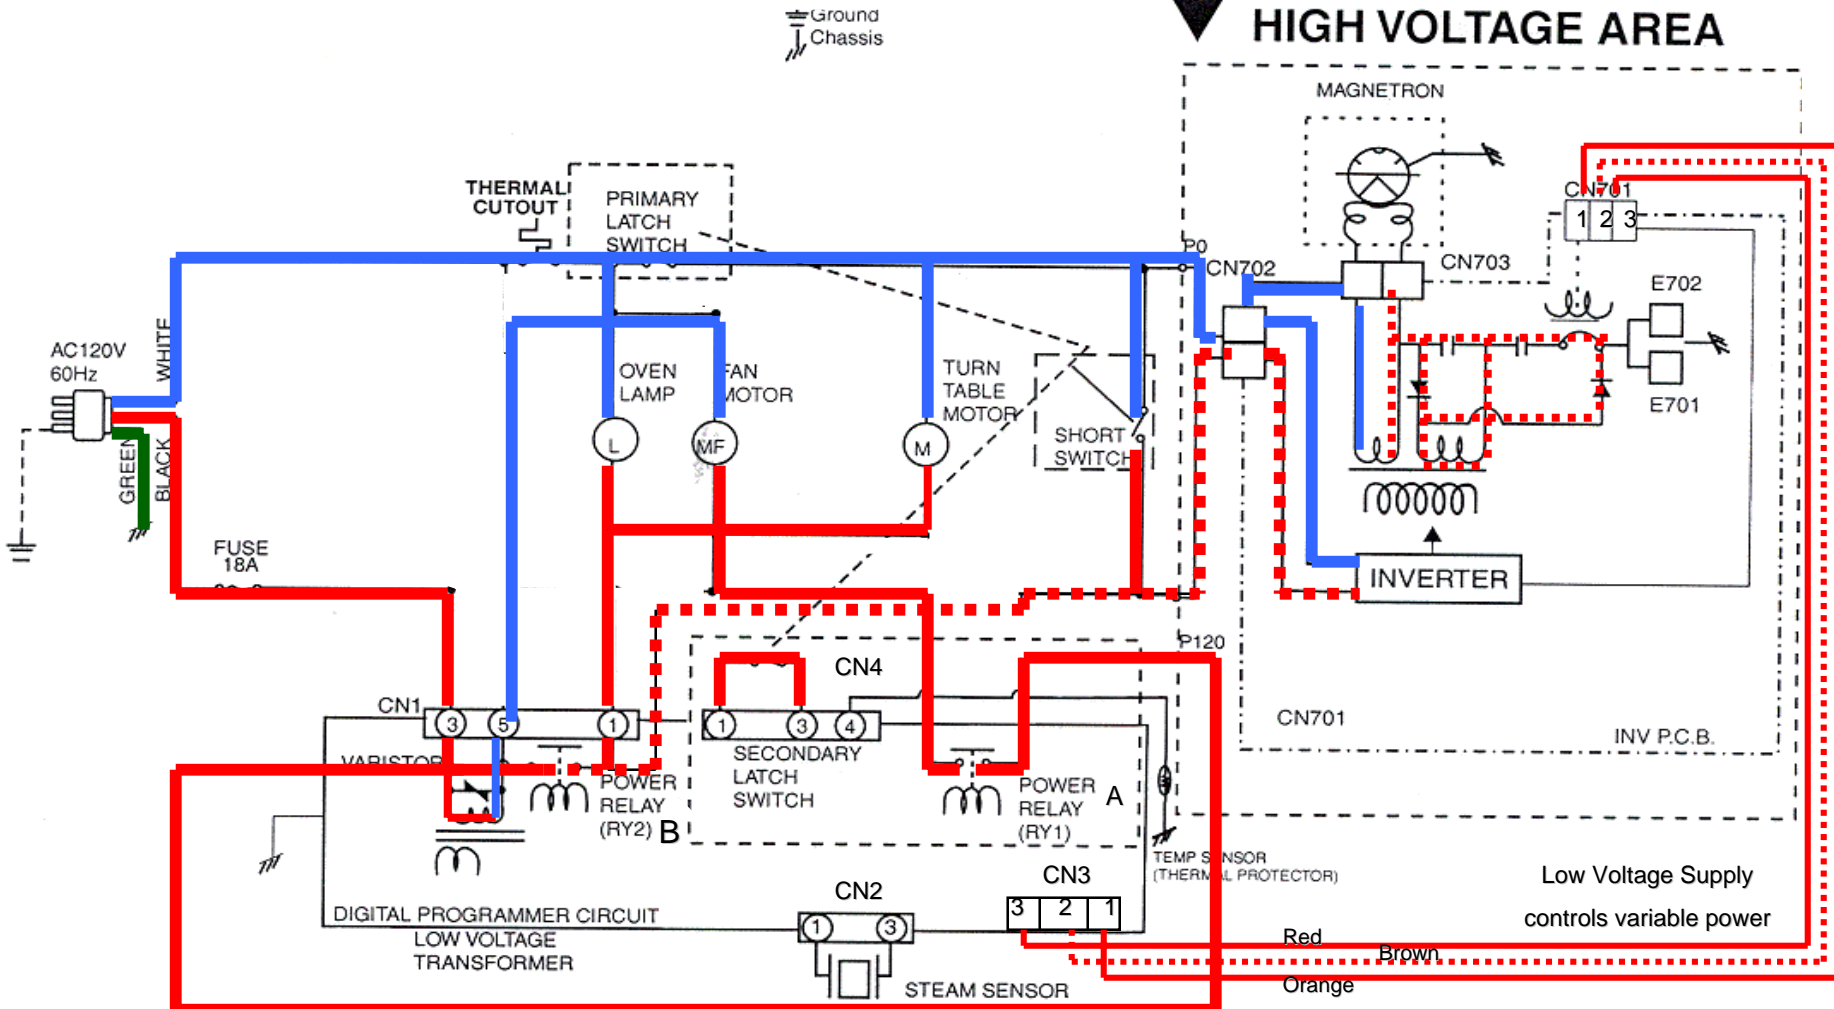 Ground
Chassis
HIGH VOLTAGE AREA
MAGNETRON
THERMAL
CUTOUT
PRIMARY
LATCH
SWITCH
CN701
1 2 3
P0
CN702
CN703
E702
E701
AC120V
60Hz
WHITE
GREEN
BLACK
OVEN
LAMP
FAN
MOTOR
TURN
TABLE
MOTOR
L
MF
M
SHORT
SWITCH
FUSE
18A
INVERTER
P120
CN4
CN1
3 5 1
1 3 4
CN701
INV P.C.B.
VARISTOR
POWER
RELAY
(RY2)
B
SECONDARY
LATCH
SWITCH
POWER
RELAY
(RY1)
A
TEMP SENSOR
(THERMAL PROTECTOR)
CN2
CN3
3 2 1
1 3
Low Voltage Supply
controls variable power
DIGITAL PROGRAMMER CIRCUIT
LOW VOLTAGE
TRANSFORMER
STEAM SENSOR
Red
Brown
Orange